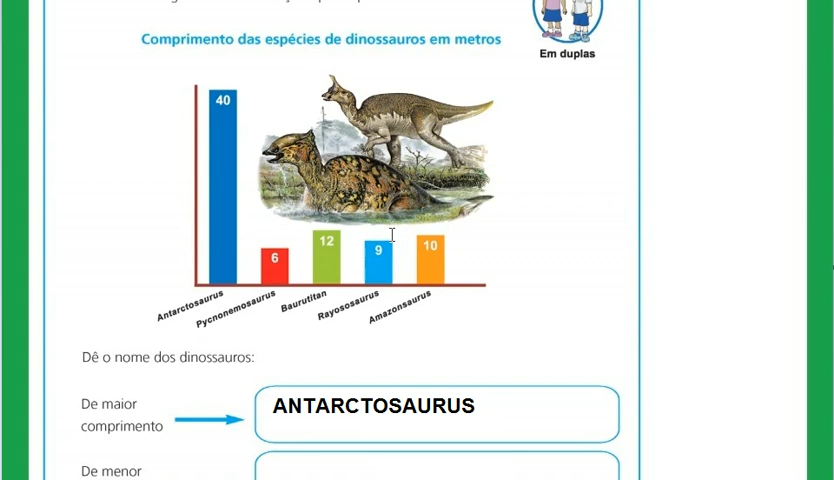 Comprimento das espécies de dinossauros em metros
Em duplas
40
6
12
9
10
Antarctosaurus
Pycnonemosaurus
Baurutitan
Rayososaurus
Amazonsaurus
Dê o nome dos dinossauros:
De maior
comprimento
ANTARCTOSAURUS
De menor